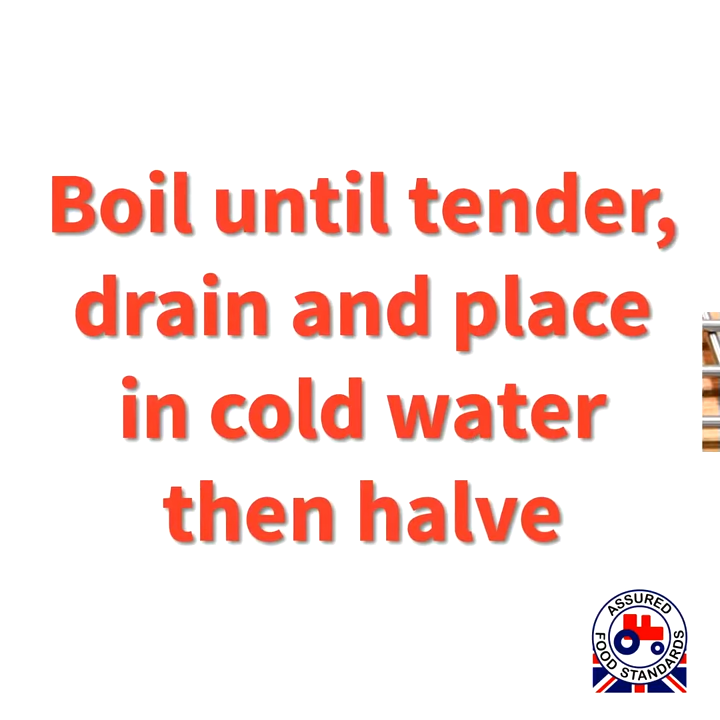 Boil until tender,
drain and place
in cold water
then halve
ASSURED
FOOD STANDARDS